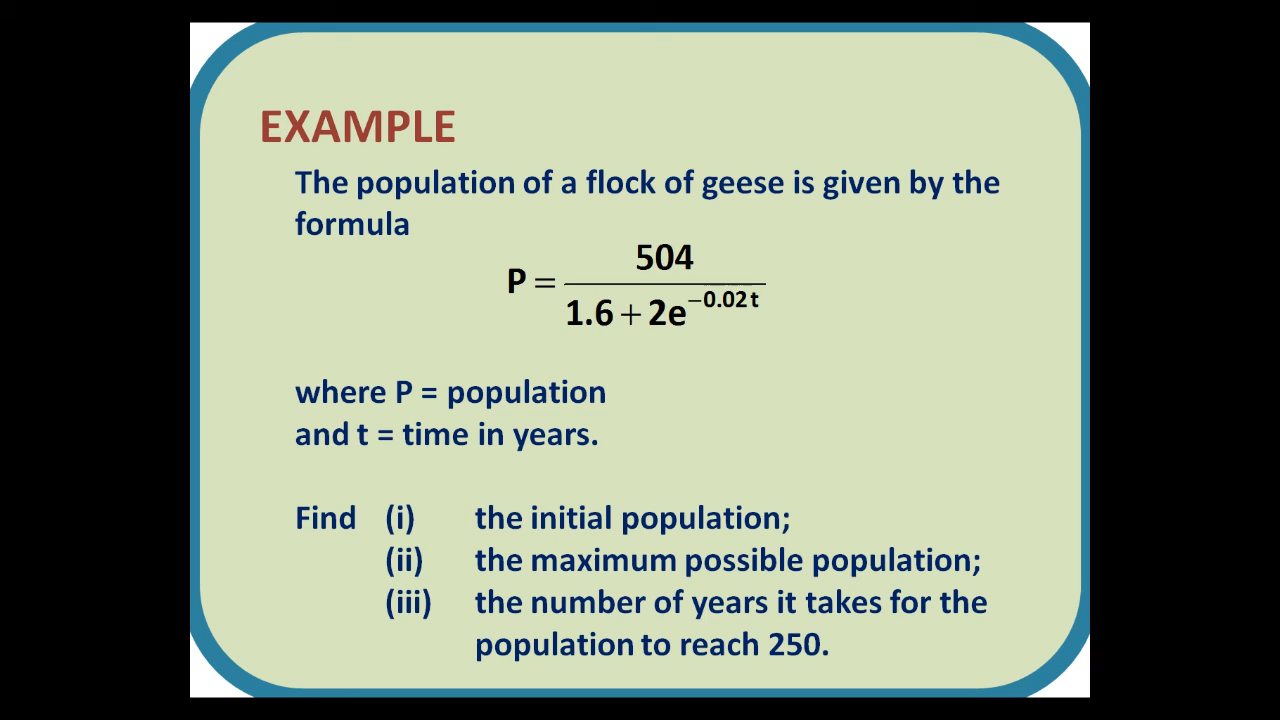 EXAMPLE
The population of a flock of geese is given by the
formula
P = 504 / (1.6 + 2e^(−0.02t))
where P = population
and t = time in years.
Find (i) the initial population;
(ii) the maximum possible population;
(iii) the number of years it takes for the
population to reach 250.